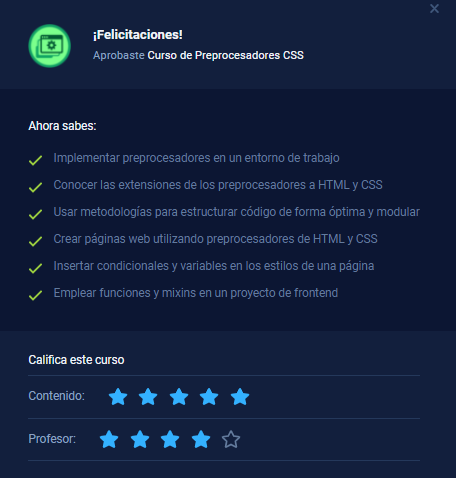 ¡Felicitaciones!
Aprobaste Curso de Preprocesadores CSS
Ahora sabes:
Implementar preprocesadores en un entorno de trabajo
Conocer las extensiones de los preprocesadores a HTML y CSS
Usar metodologías para estructurar código de forma óptima y modular
Crear páginas web utilizando preprocesadores de HTML y CSS
Insertar condicionales y variables en los estilos de una página
Emplear funciones y mixins en un proyecto de frontend
Califica este curso
Contenido:
Profesor: